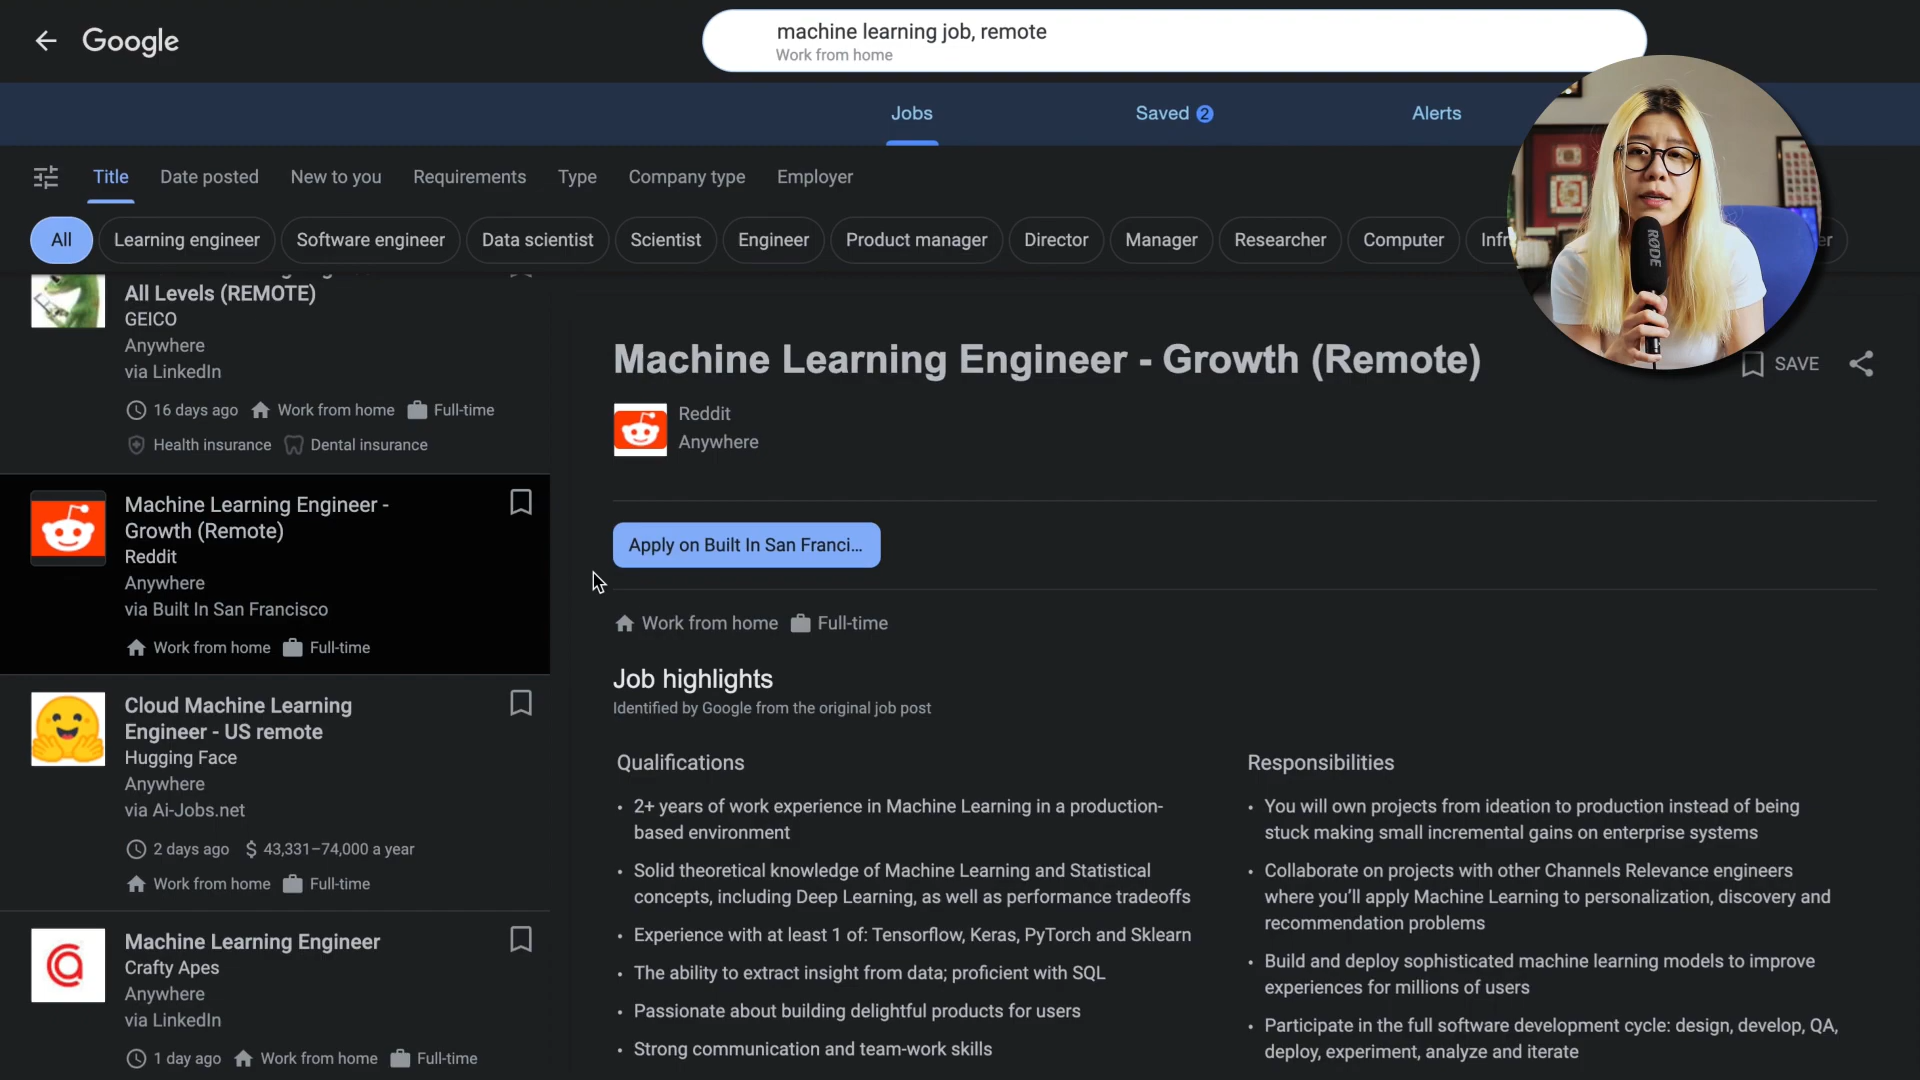 Google
machine learning job, remote
Work from home
Jobs
Saved 2
Alerts
Title
Date posted
New to you
Requirements
Type
Company type
Employer
All
Learning engineer
Software engineer
Data scientist
Scientist
Engineer
Product manager
Director
Manager
Researcher
Computer
All Levels (REMOTE)
GEICO
Anywhere
via LinkedIn
16 days ago Work from home Full-time
Health insurance Dental insurance
Machine Learning Engineer -
Growth (Remote)
Reddit
Anywhere
via Built In San Francisco
Work from home Full-time
Cloud Machine Learning
Engineer - US remote
Hugging Face
Anywhere
via Ai-Jobs.net
2 days ago $ 43,331–74,000 a year
Work from home Full-time
Machine Learning Engineer
Crafty Apes
Anywhere
via LinkedIn
1 day ago Work from home Full-time
Machine Learning Engineer - Growth (Remote)
SAVE
Reddit
Anywhere
Apply on Built In San Franci...
Work from home Full-time
Job highlights
Identified by Google from the original job post
Qualifications
• 2+ years of work experience in Machine Learning in a production-
based environment
• Solid theoretical knowledge of Machine Learning and Statistical
concepts, including Deep Learning, as well as performance tradeoffs
• Experience with at least 1 of: Tensorflow, Keras, PyTorch and Sklearn
• The ability to extract insight from data; proficient with SQL
• Passionate about building delightful products for users
• Strong communication and team-work skills
Responsibilities
• You will own projects from ideation to production instead of being
stuck making small incremental gains on enterprise systems
• Collaborate on projects with other Channels Relevance engineers
where you’ll apply Machine Learning to personalization, discovery and
recommendation problems
• Build and deploy sophisticated machine learning models to improve
experiences for millions of users
• Participate in the full software development cycle: design, develop, QA,
deploy, experiment, analyze and iterate
RØDE